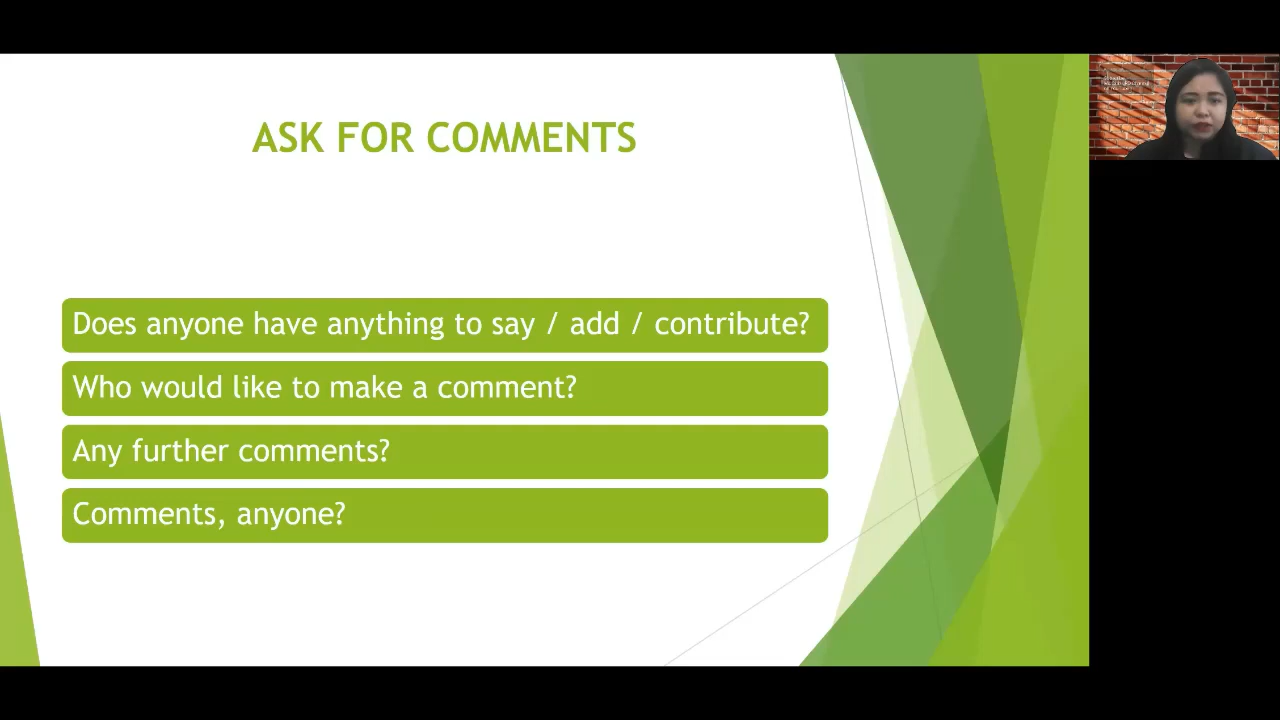 ASK FOR COMMENTS
Does anyone have anything to say / add / contribute?
Who would like to make a comment?
Any further comments?
Comments, anyone?